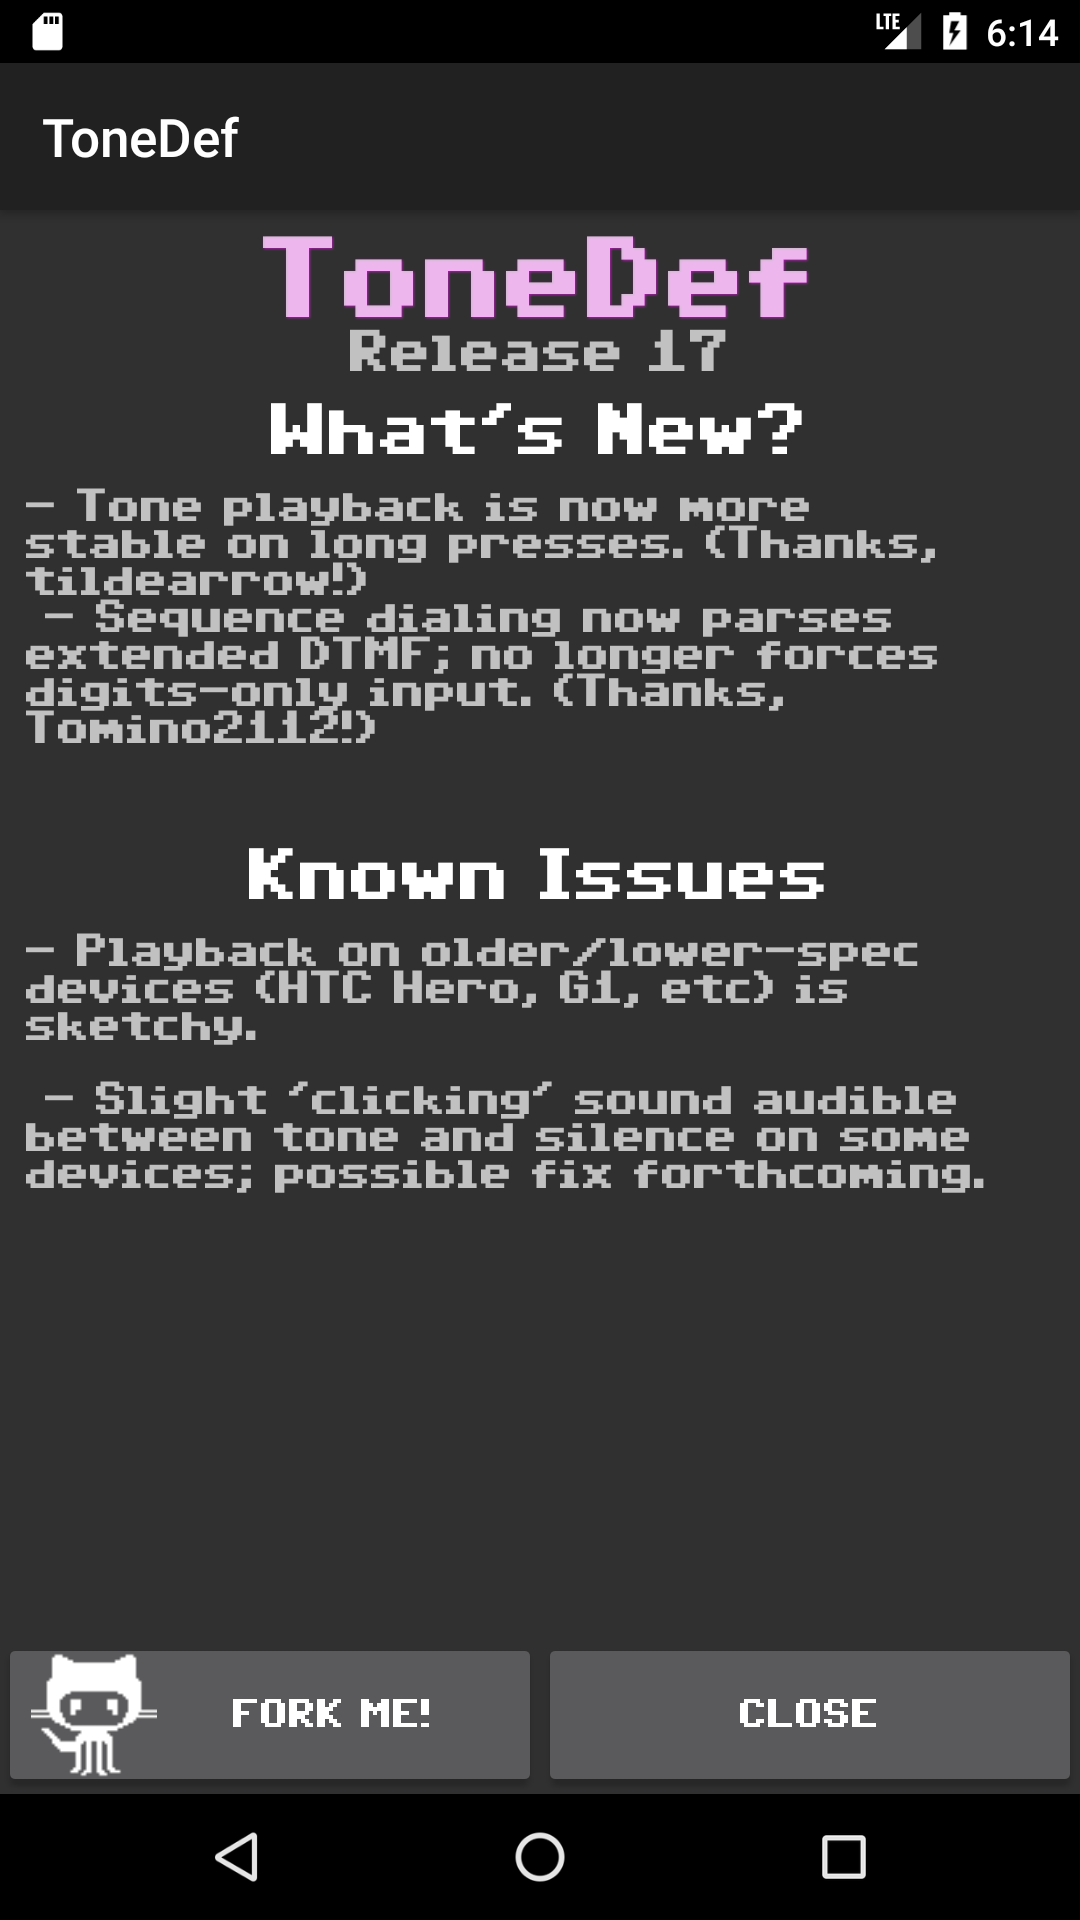 LTE 6:14
ToneDef
ToneDef
Release 17
What's New?
- Tone playback is now more
stable on long presses. (Thanks,
tildearrow!)
- Sequence dialing now parses
extended DTMF; no longer forces
digits-only input. (Thanks,
Tomino2112!)
Known Issues
- Playback on older/lower-spec
devices (HTC Hero, G1, etc) is
sketchy.
- Slight 'clicking' sound audible
between tone and silence on some
devices; possible fix forthcoming.
FORK ME!
CLOSE